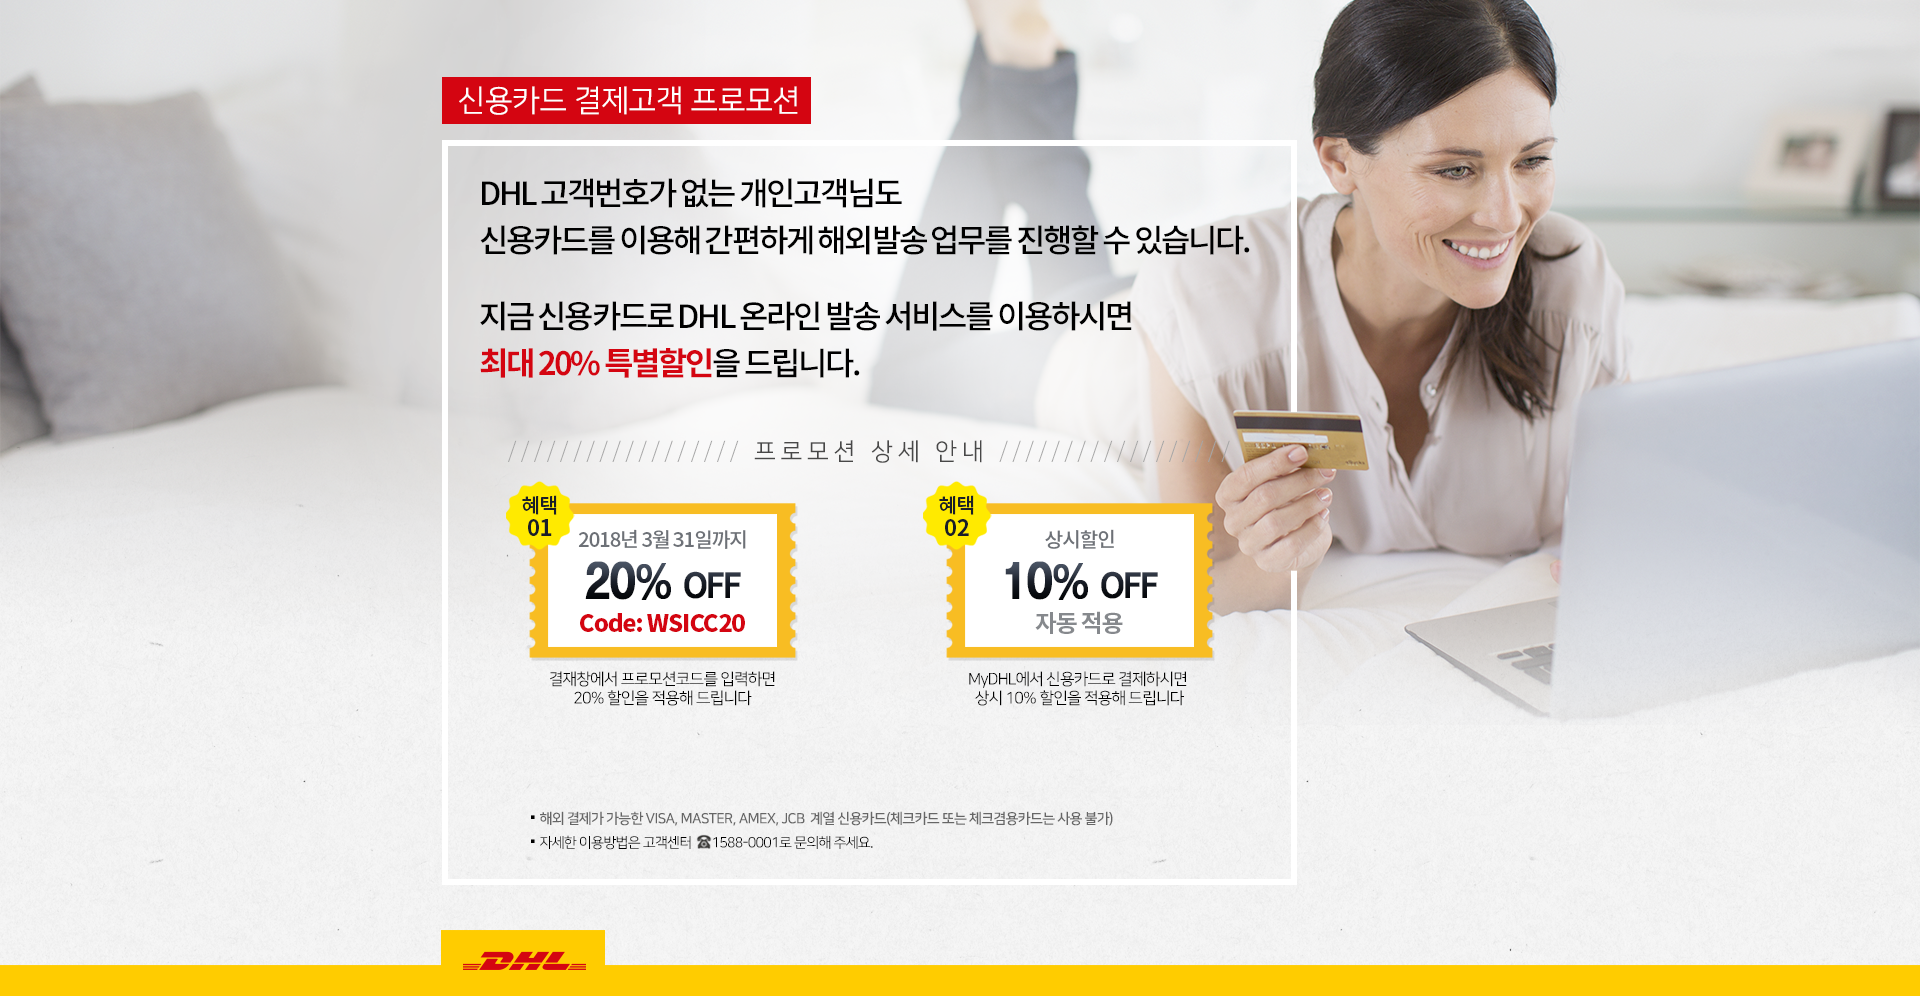 신용카드 결제고객 프로모션
DHL 고객번호가 없는 개인고객님도
신용카드를 이용해 간편하게 해외발송 업무를 진행할 수 있습니다.
지금 신용카드로 DHL 온라인 발송 서비스를 이용하시면
최대 20% 특별할인을 드립니다.
프로모션 상세 안내
혜택
01
2018년 3월 31일까지
20% OFF
Code: WSICC20
결재창에서 프로모션코드를 입력하면
20% 할인을 적용해 드립니다
혜택
02
상시할인
10% OFF
자동 적용
MyDHL에서 신용카드로 결제하시면
상시 10% 할인을 적용해 드립니다
▪ 해외 결제가 가능한 VISA, MASTER, AMEX, JCB 계열 신용카드(체크카드 또는 체크겸용카드는 사용 불가)
▪ 자세한 이용방법은 고객센터 ☎1588-0001로 문의해 주세요.
DHL